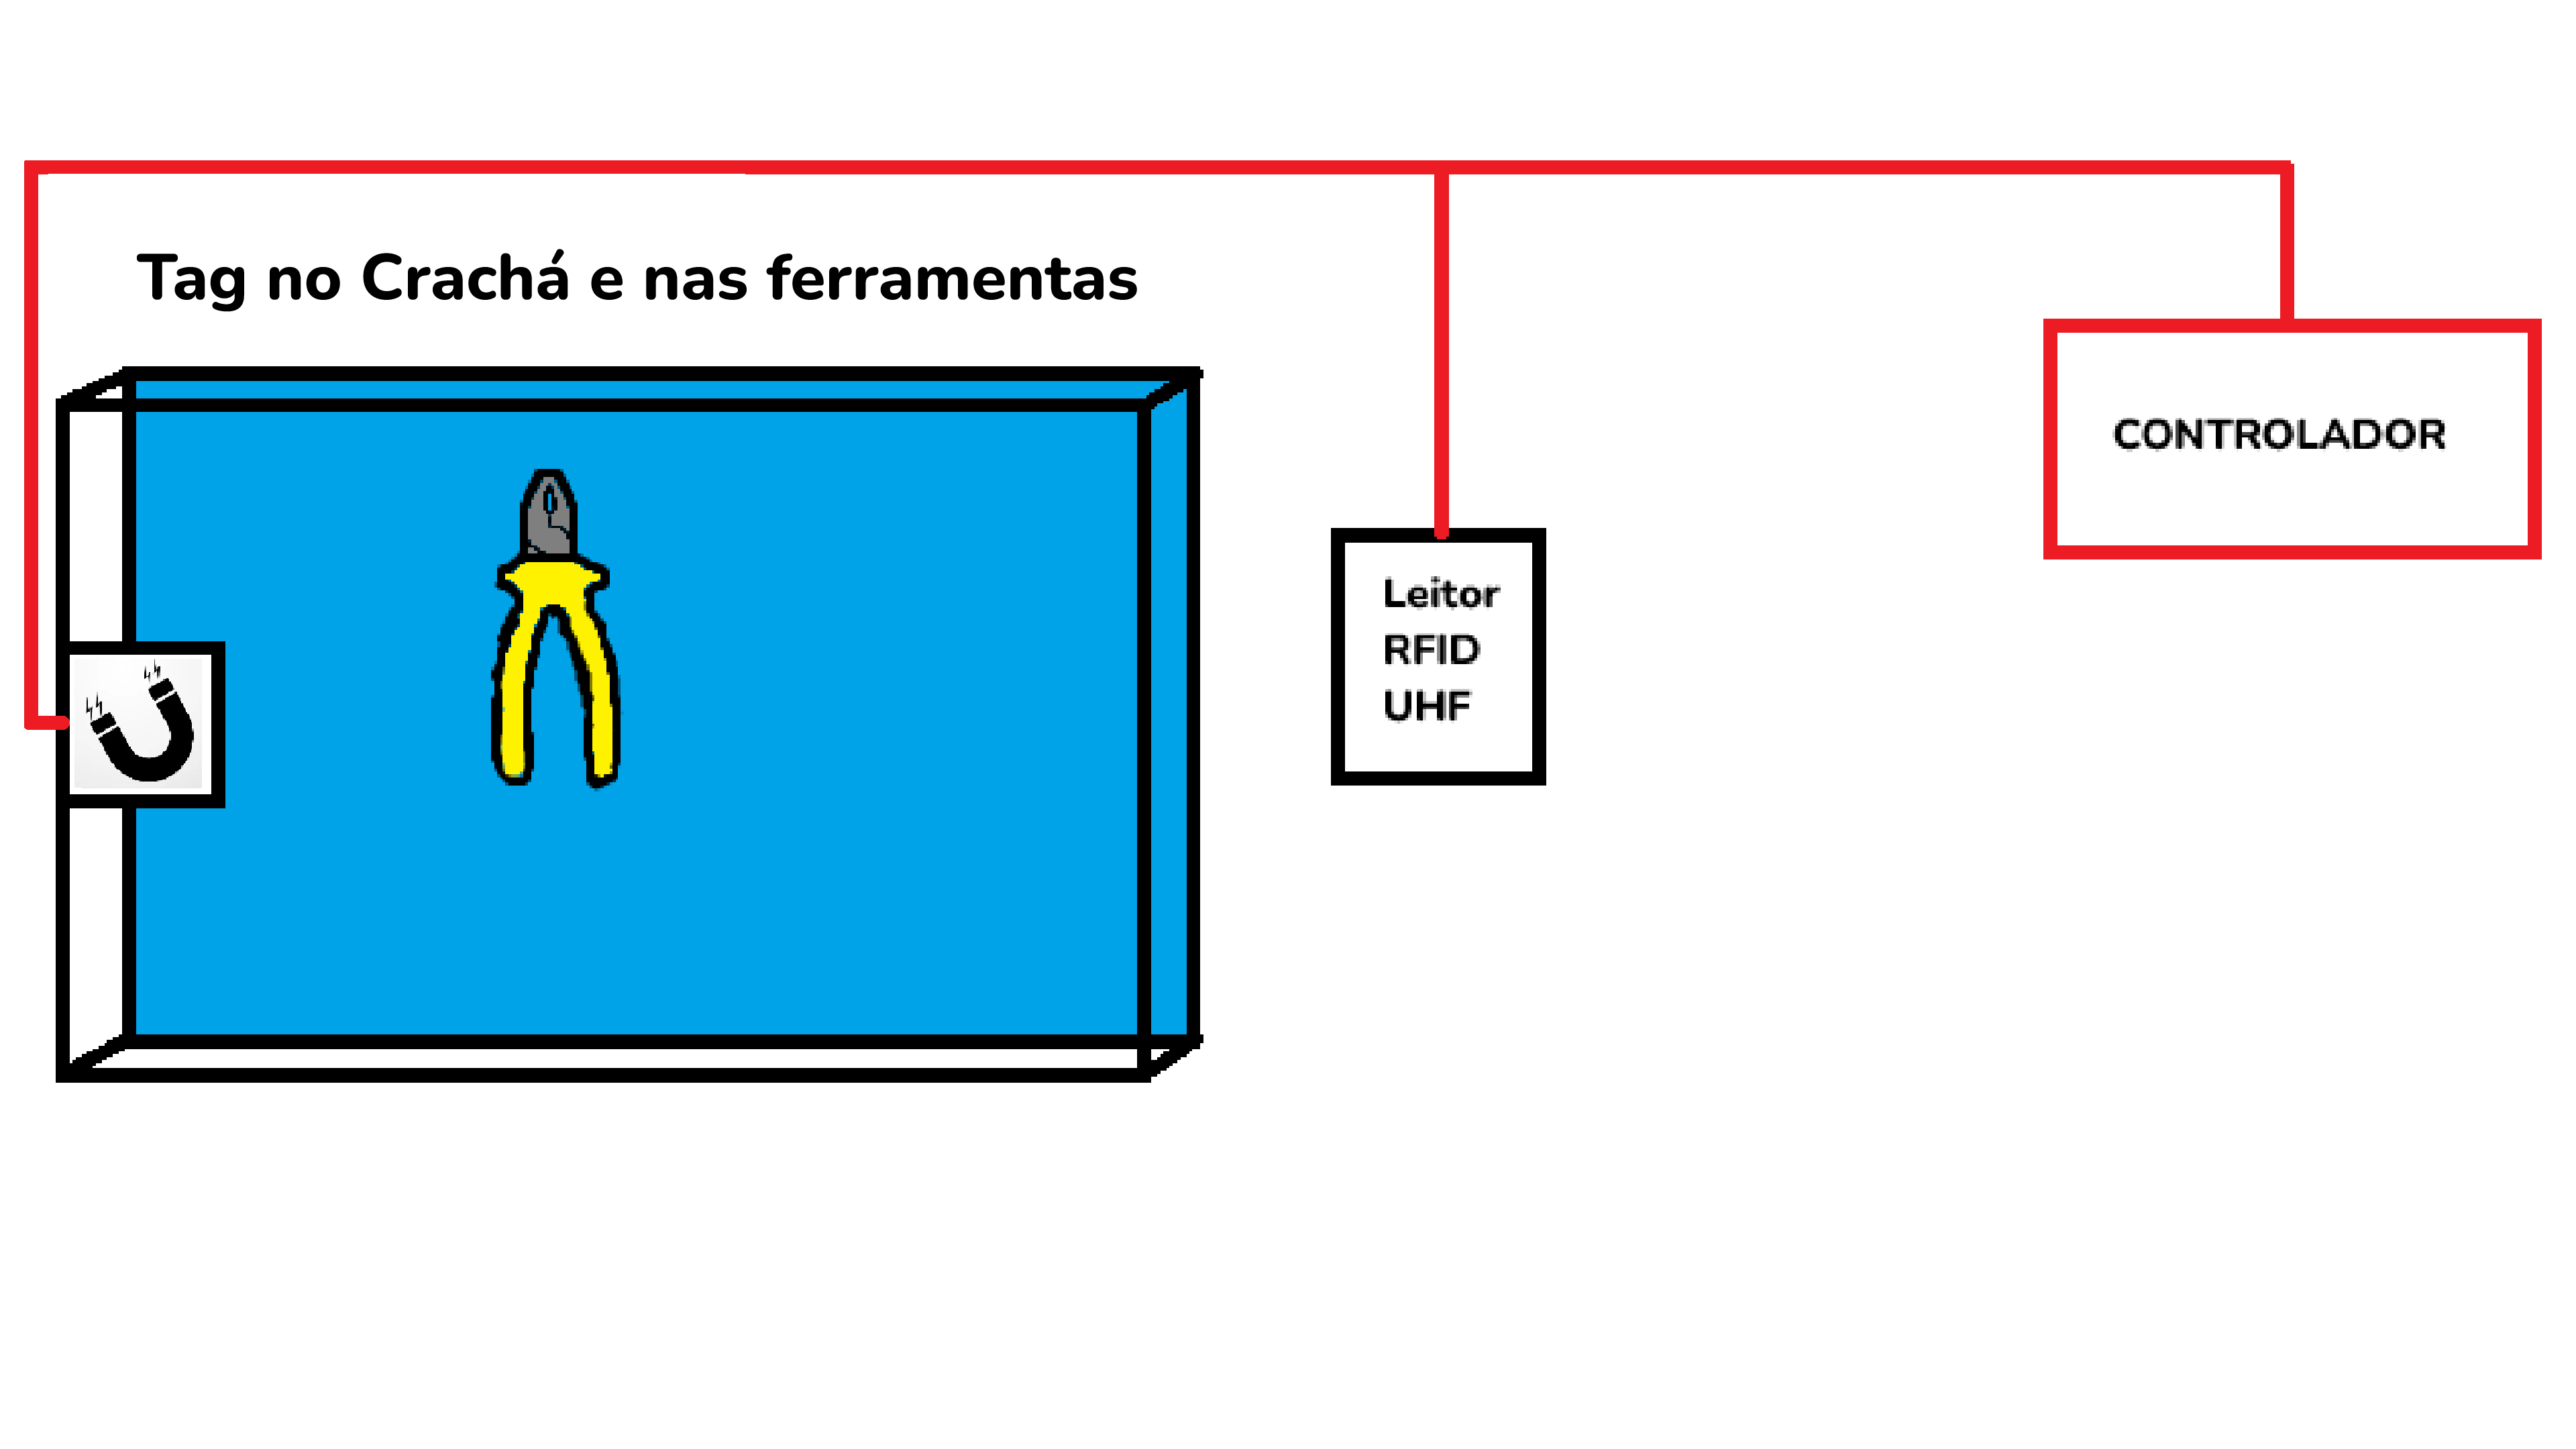 Tag no Crachá e nas ferramentas
CONTROLADOR
Leitor
RFID
UHF